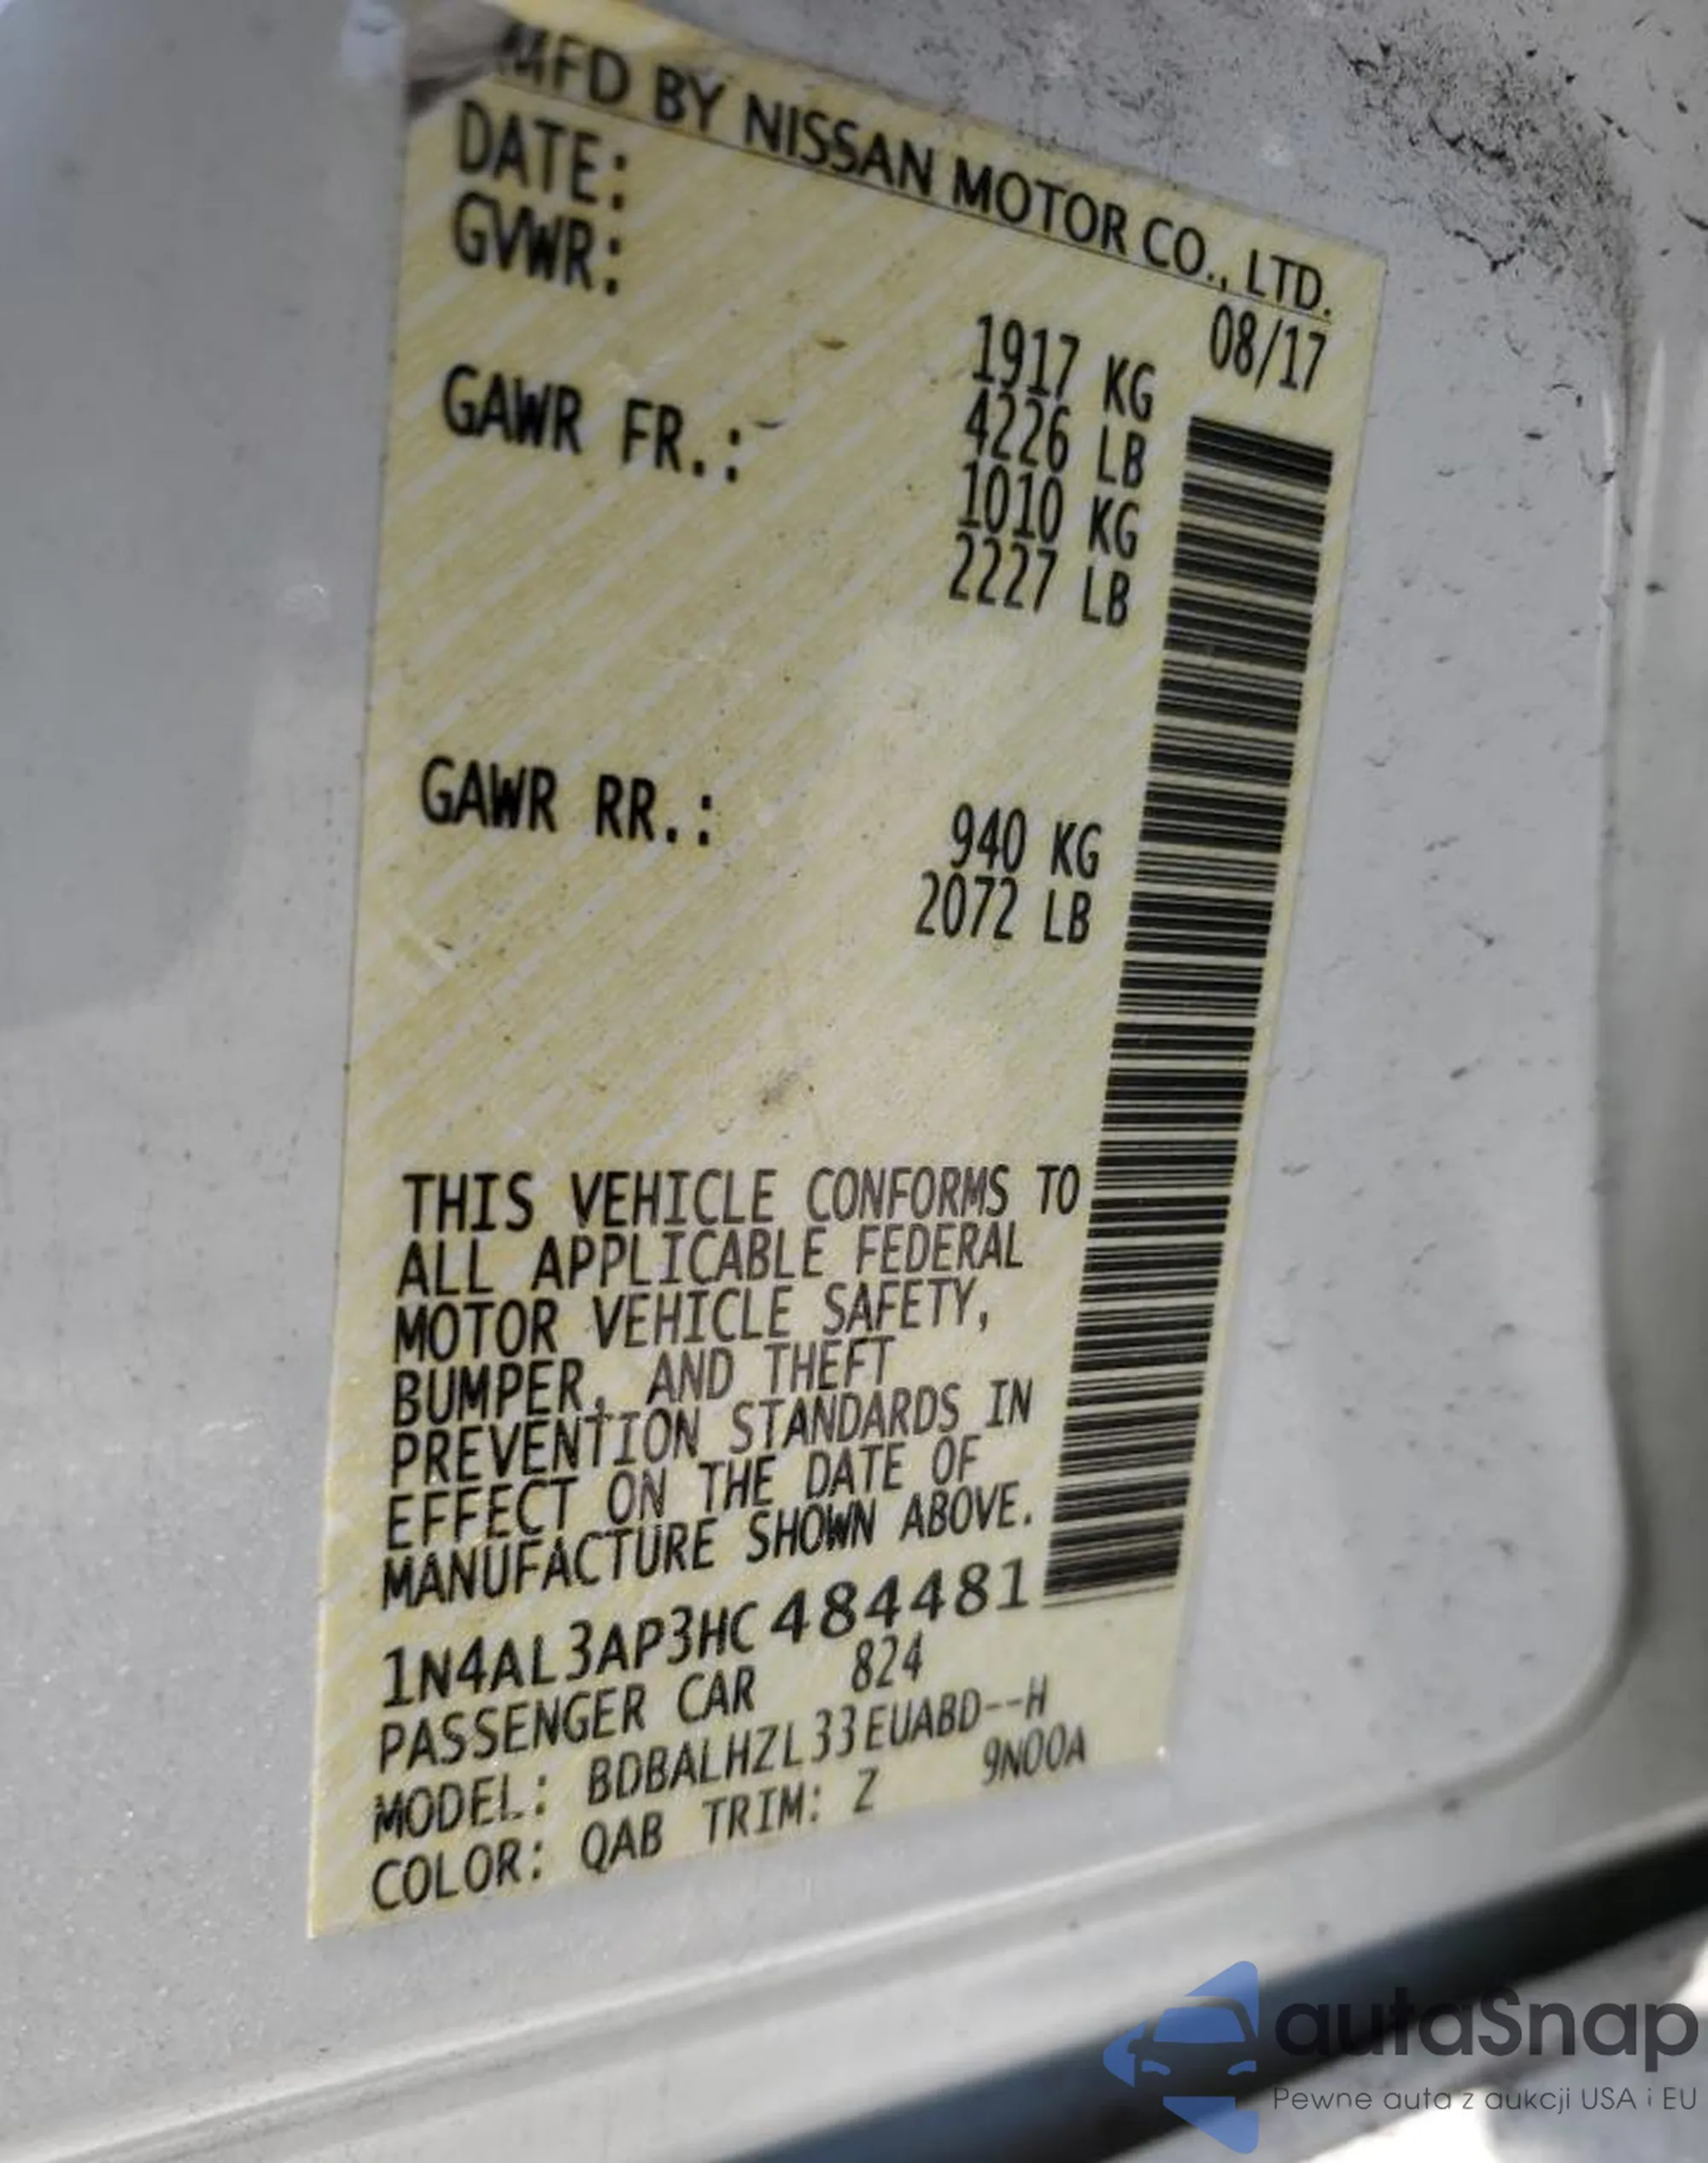 MFD BY NISSAN MOTOR CO., LTD.
DATE: 08/17
GVWR: 1917 KG
4226 LB
GAWR FR.: 1010 KG
2227 LB
GAWR RR.: 940 KG
2072 LB
THIS VEHICLE CONFORMS TO
ALL APPLICABLE FEDERAL
MOTOR VEHICLE SAFETY,
BUMPER, AND THEFT
PREVENTION STANDARDS IN
EFFECT ON THE DATE OF
MANUFACTURE SHOWN ABOVE.
1N4AL3AP3HC484481
PASSENGER CAR 824
MODEL: BDBALHZL33EUABD--H
COLOR: QAB TRIM: Z 9N00A
autaSnap
Pewne auta z aukcji USA i EU